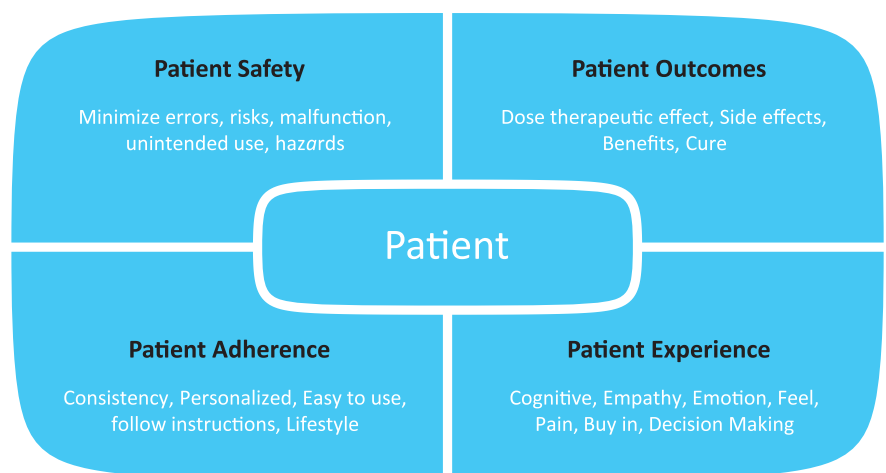 Patient Safety
Minimize errors, risks, malfunction,
unintended use, hazards
Patient Outcomes
Dose therapeutic effect, Side effects,
Benefits, Cure
Patient
Patient Adherence
Consistency, Personalized, Easy to use,
follow instructions, Lifestyle
Patient Experience
Cognitive, Empathy, Emotion, Feel,
Pain, Buy in, Decision Making